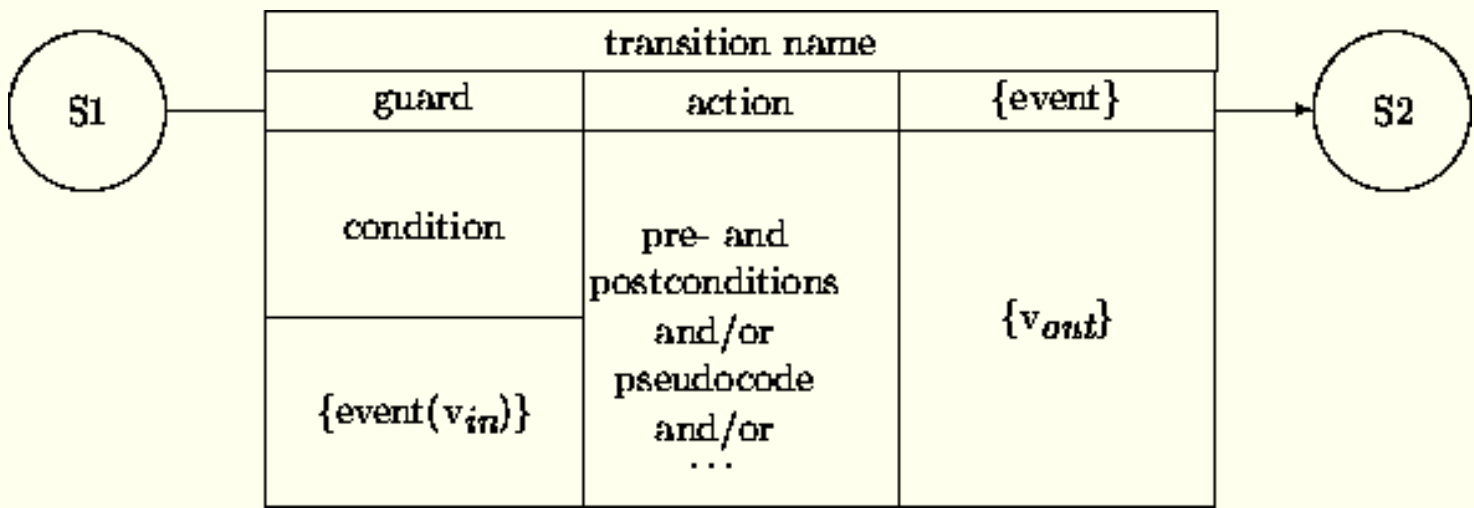 transition name
S1
guard
action
{event}
S2
condition
pre- and
postconditions
and/or
pseudocode
and/or
...
{event(v_in)}
{v_out}